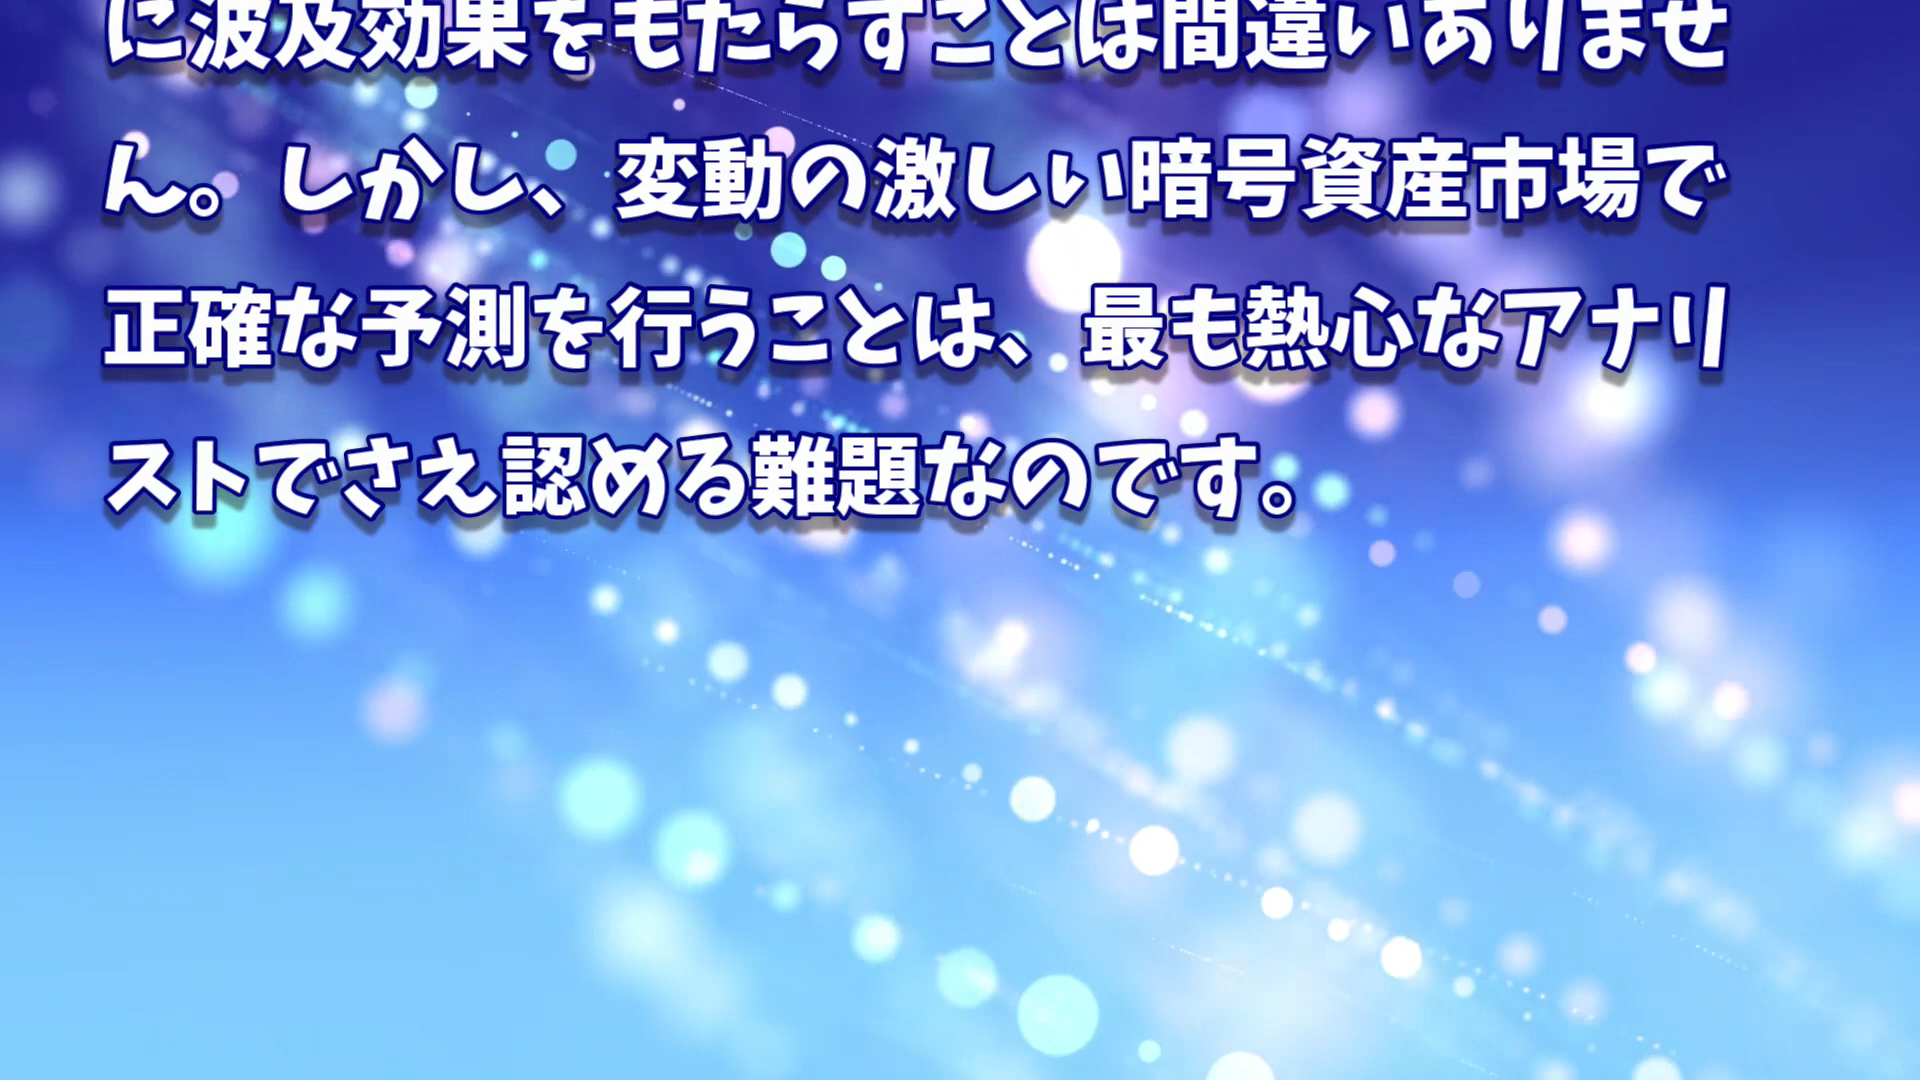 に波及効果をもたらすことは間違いありませ
ん。しかし、変動の激しい暗号資産市場で
正確な予測を行うことは、最も熱心なアナリ
ストでさえ認める難題なのです。